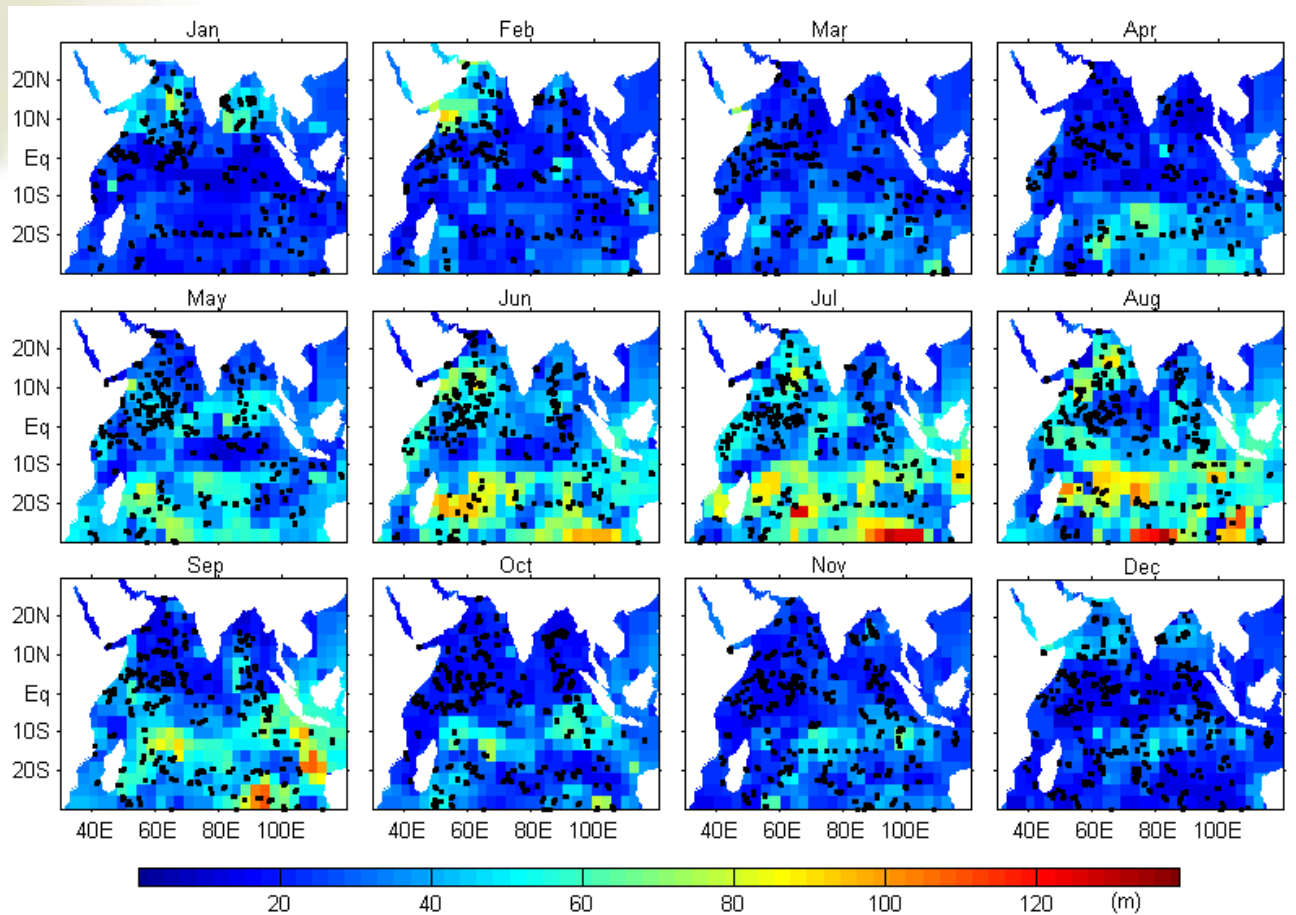 Jan Feb Mar Apr
20N
10N
Eq
10S
20S
May Jun Jul Aug
20N
10N
Eq
10S
20S
Sep Oct Nov Dec
20N
10N
Eq
10S
20S
40E 60E 80E 100E 40E 60E 80E 100E 40E 60E 80E 100E 40E 60E 80E 100E
20 40 60 80 100 120 (m)